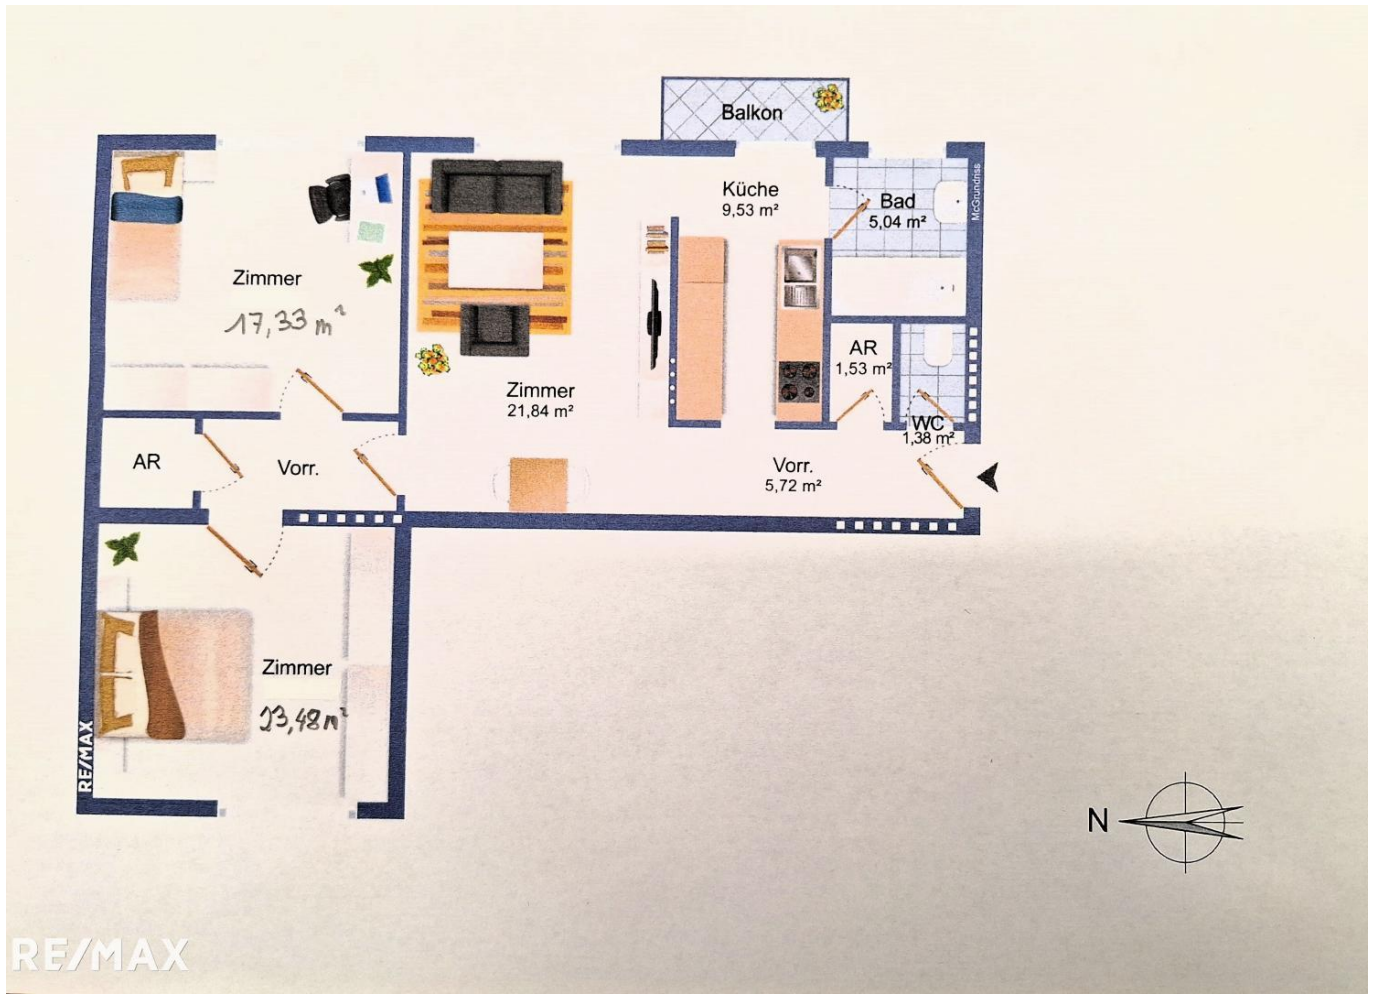 Balkon
Küche
9,53 m²
Bad
5,04 m²
McGrundriss
Zimmer
17,33 m²
AR
1,53 m²
Zimmer
21,84 m²
WC
1,38 m²
AR
Vorr.
Vorr.
5,72 m²
Zimmer
23,48 m²
RE/MAX
N
RE/MAX